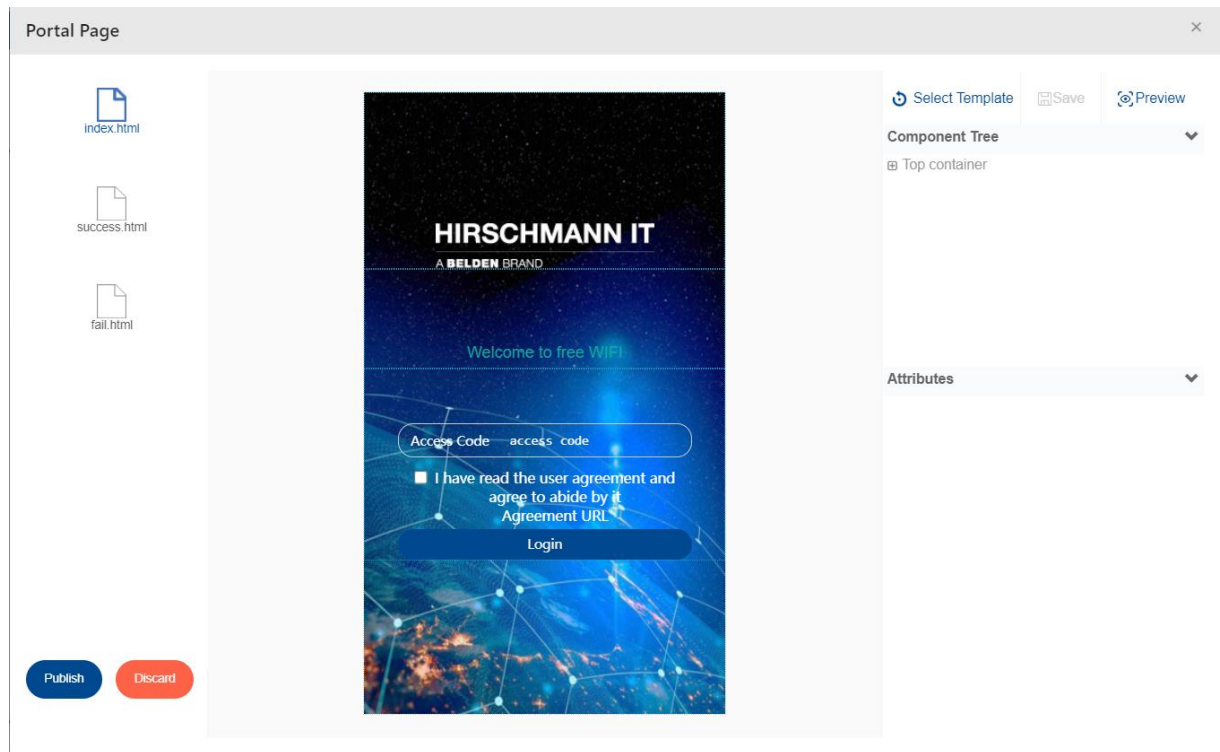 Portal Page
×
index.html
success.html
fail.html
Publish
Discard
HIRSCHMANN IT
A BELDEN BRAND
Welcome to free WIFI
Access Code access code
I have read the user agreement and
agree to abide by it
Agreement URL
Login
Select Template
Save
Preview
Component Tree
Top container
Attributes